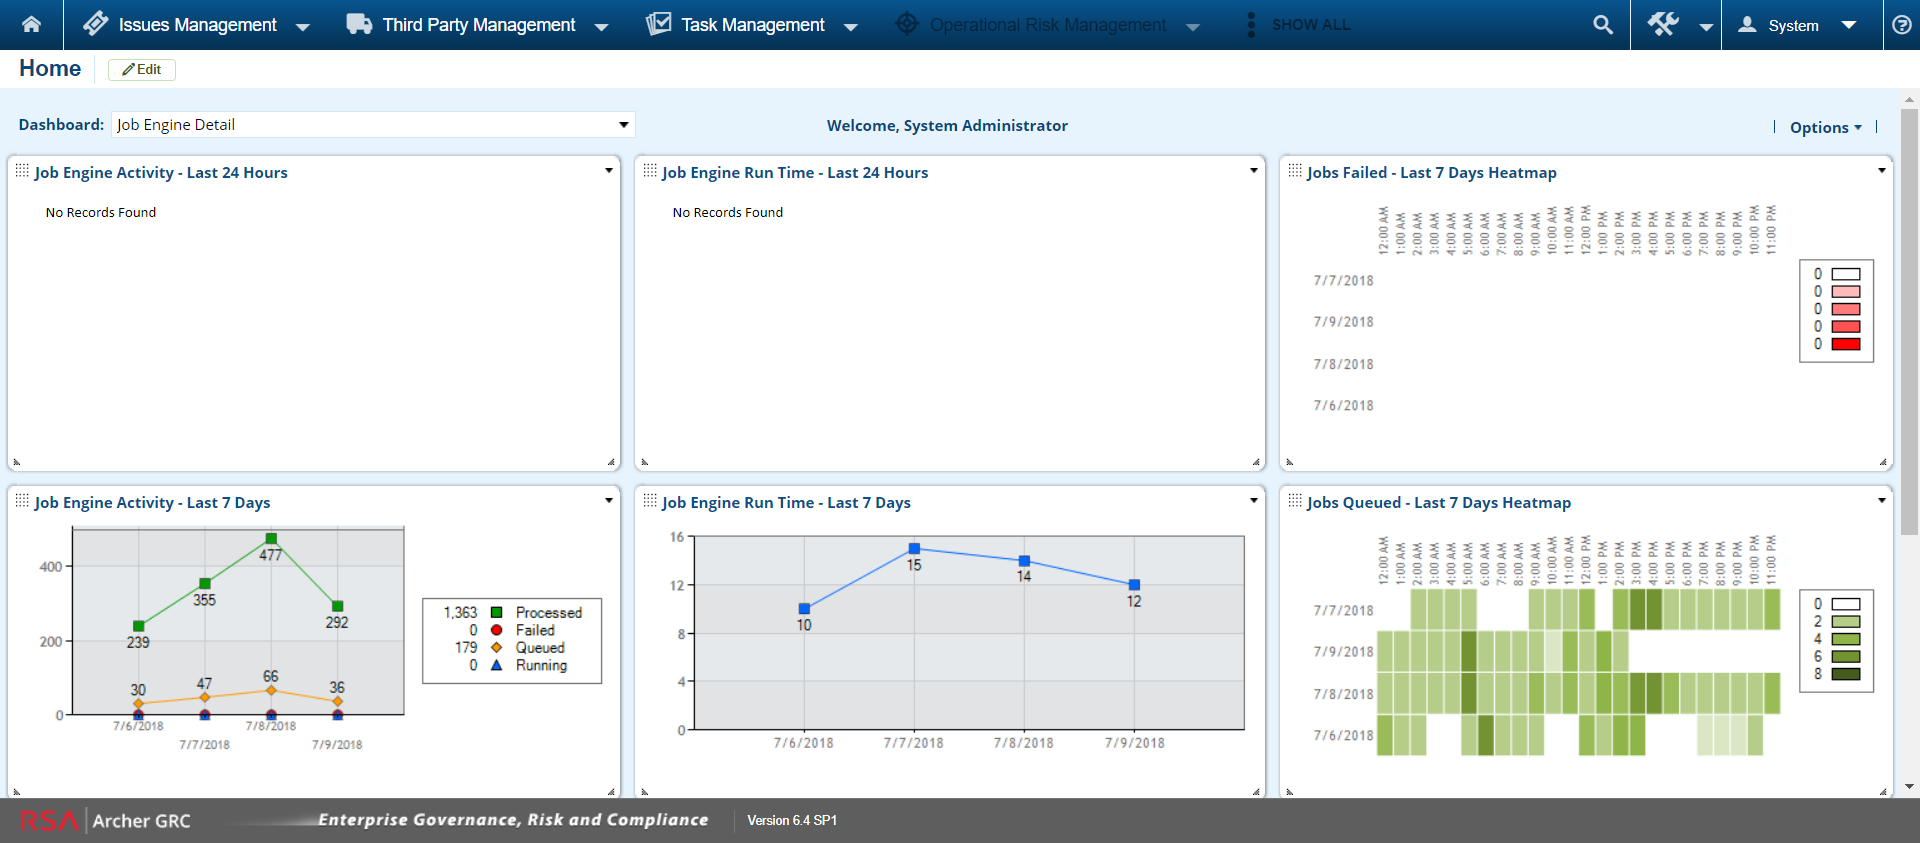 Issues Management Third Party Management Task Management Operational Risk Management SHOW ALL System
Home Edit
Dashboard: Job Engine Detail Welcome, System Administrator Options
Job Engine Activity - Last 24 Hours
No Records Found
Job Engine Run Time - Last 24 Hours
No Records Found
Jobs Failed - Last 7 Days Heatmap
12:00 AM 1:00 AM 2:00 AM 3:00 AM 4:00 AM 5:00 AM 6:00 AM 7:00 AM 8:00 AM 9:00 AM 10:00 AM 11:00 AM 12:00 PM 1:00 PM 2:00 PM 3:00 PM 4:00 PM 5:00 PM 6:00 PM 7:00 PM 8:00 PM 9:00 PM 10:00 PM 11:00 PM
7/7/2018
7/9/2018
7/8/2018
7/6/2018
0
0
0
0
0
Job Engine Activity - Last 7 Days
400
200
0
239
355
477
292
30
47
66
36
7/6/2018
7/7/2018
7/8/2018
7/9/2018
1,363 Processed
0 Failed
179 Queued
0 Running
Job Engine Run Time - Last 7 Days
16
12
8
4
0
10
15
14
12
7/6/2018 7/7/2018 7/8/2018 7/9/2018
Jobs Queued - Last 7 Days Heatmap
12:00 AM 1:00 AM 2:00 AM 3:00 AM 4:00 AM 5:00 AM 6:00 AM 7:00 AM 8:00 AM 9:00 AM 10:00 AM 11:00 AM 12:00 PM 1:00 PM 2:00 PM 3:00 PM 4:00 PM 5:00 PM 6:00 PM 7:00 PM 8:00 PM 9:00 PM 10:00 PM 11:00 PM
7/7/2018
7/9/2018
7/8/2018
7/6/2018
0
2
4
6
8
RSA Archer GRC Enterprise Governance, Risk and Compliance Version 6.4 SP1